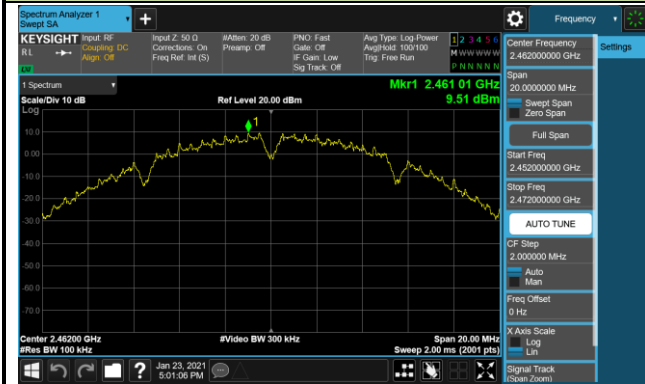 Spectrum Analyzer 1
Swept SA
Frequency
KEYSIGHT
RL
Input: RF
Coupling: DC
Align: Off
Input Z: 50 Ω
Corrections: On
Freq Ref: Int (S)
#Atten: 20 dB
Preamp: Off
PNO: Fast
Gate: Off
IF Gain: Low
Sig Track: Off
Avg Type: Log-Power
Avg|Hold: 100/100
Trig: Free Run
1 2 3 4 5 6
M W W W W W
P N N N N N
1 Spectrum
Scale/Div 10 dB
Log
Ref Level 20.00 dBm
Mkr1 2.461 01 GHz
9.51 dBm
1
10.0
0.00
-10.0
-20.0
-30.0
-40.0
-50.0
-60.0
-70.0
Center 2.46200 GHz
#Res BW 100 kHz
#Video BW 300 kHz
Span 20.00 MHz
Sweep 2.00 ms (2001 pts)
Center Frequency
2.462000000 GHz
Settings
Span
20.0000000 MHz
Swept Span
Zero Span
Full Span
Start Freq
2.452000000 GHz
Stop Freq
2.472000000 GHz
AUTO TUNE
CF Step
2.000000 MHz
Auto
Man
Freq Offset
0 Hz
X Axis Scale
Log
Lin
Signal Track
(Span Zoom)
Jan 23, 2021
5:01:06 PM